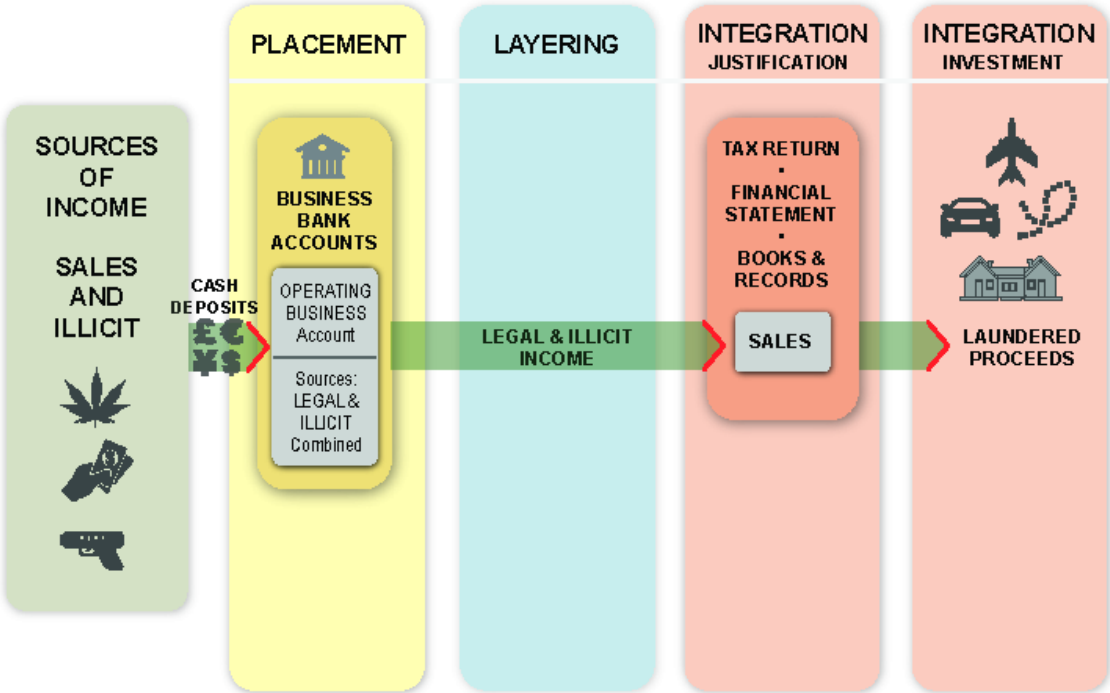 PLACEMENT
LAYERING
INTEGRATION
JUSTIFICATION
INTEGRATION
INVESTMENT
SOURCES
OF
INCOME
SALES
AND
ILLICIT
CASH
DEPOSITS
£ €
¥ $
BUSINESS
BANK
ACCOUNTS
OPERATING
BUSINESS
Account
Sources:
LEGAL &
ILLICIT
Combined
LEGAL & ILLICIT
INCOME
TAX RETURN
•
FINANCIAL
STATEMENT
•
BOOKS &
RECORDS
SALES
LAUNDERED
PROCEEDS